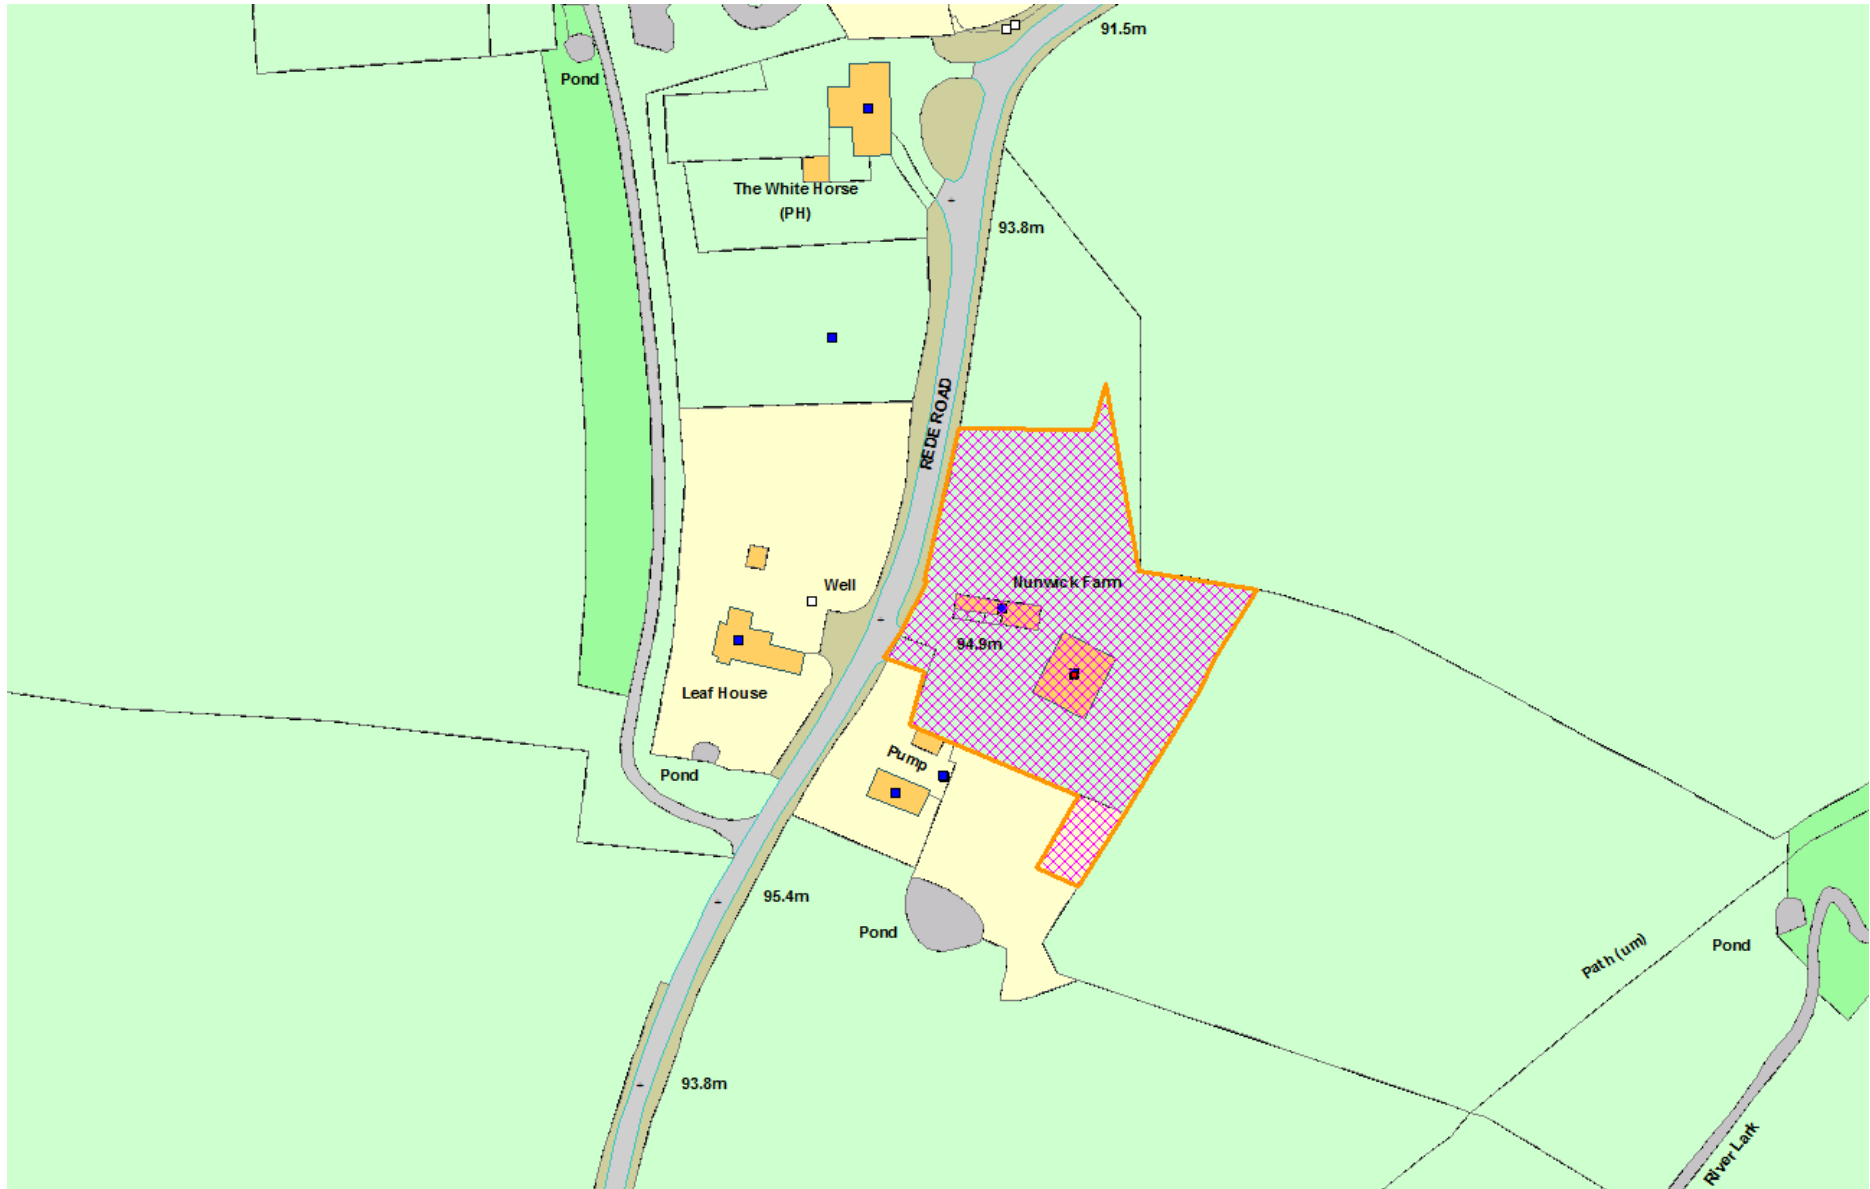 91.5m
Pond
The White Horse
(PH)
93.8m
REDE ROAD
Nunwick Farm
Well
94.9m
Leaf House
Pump
Pond
95.4m
Pond
Path (um)
Pond
93.8m
River Lark